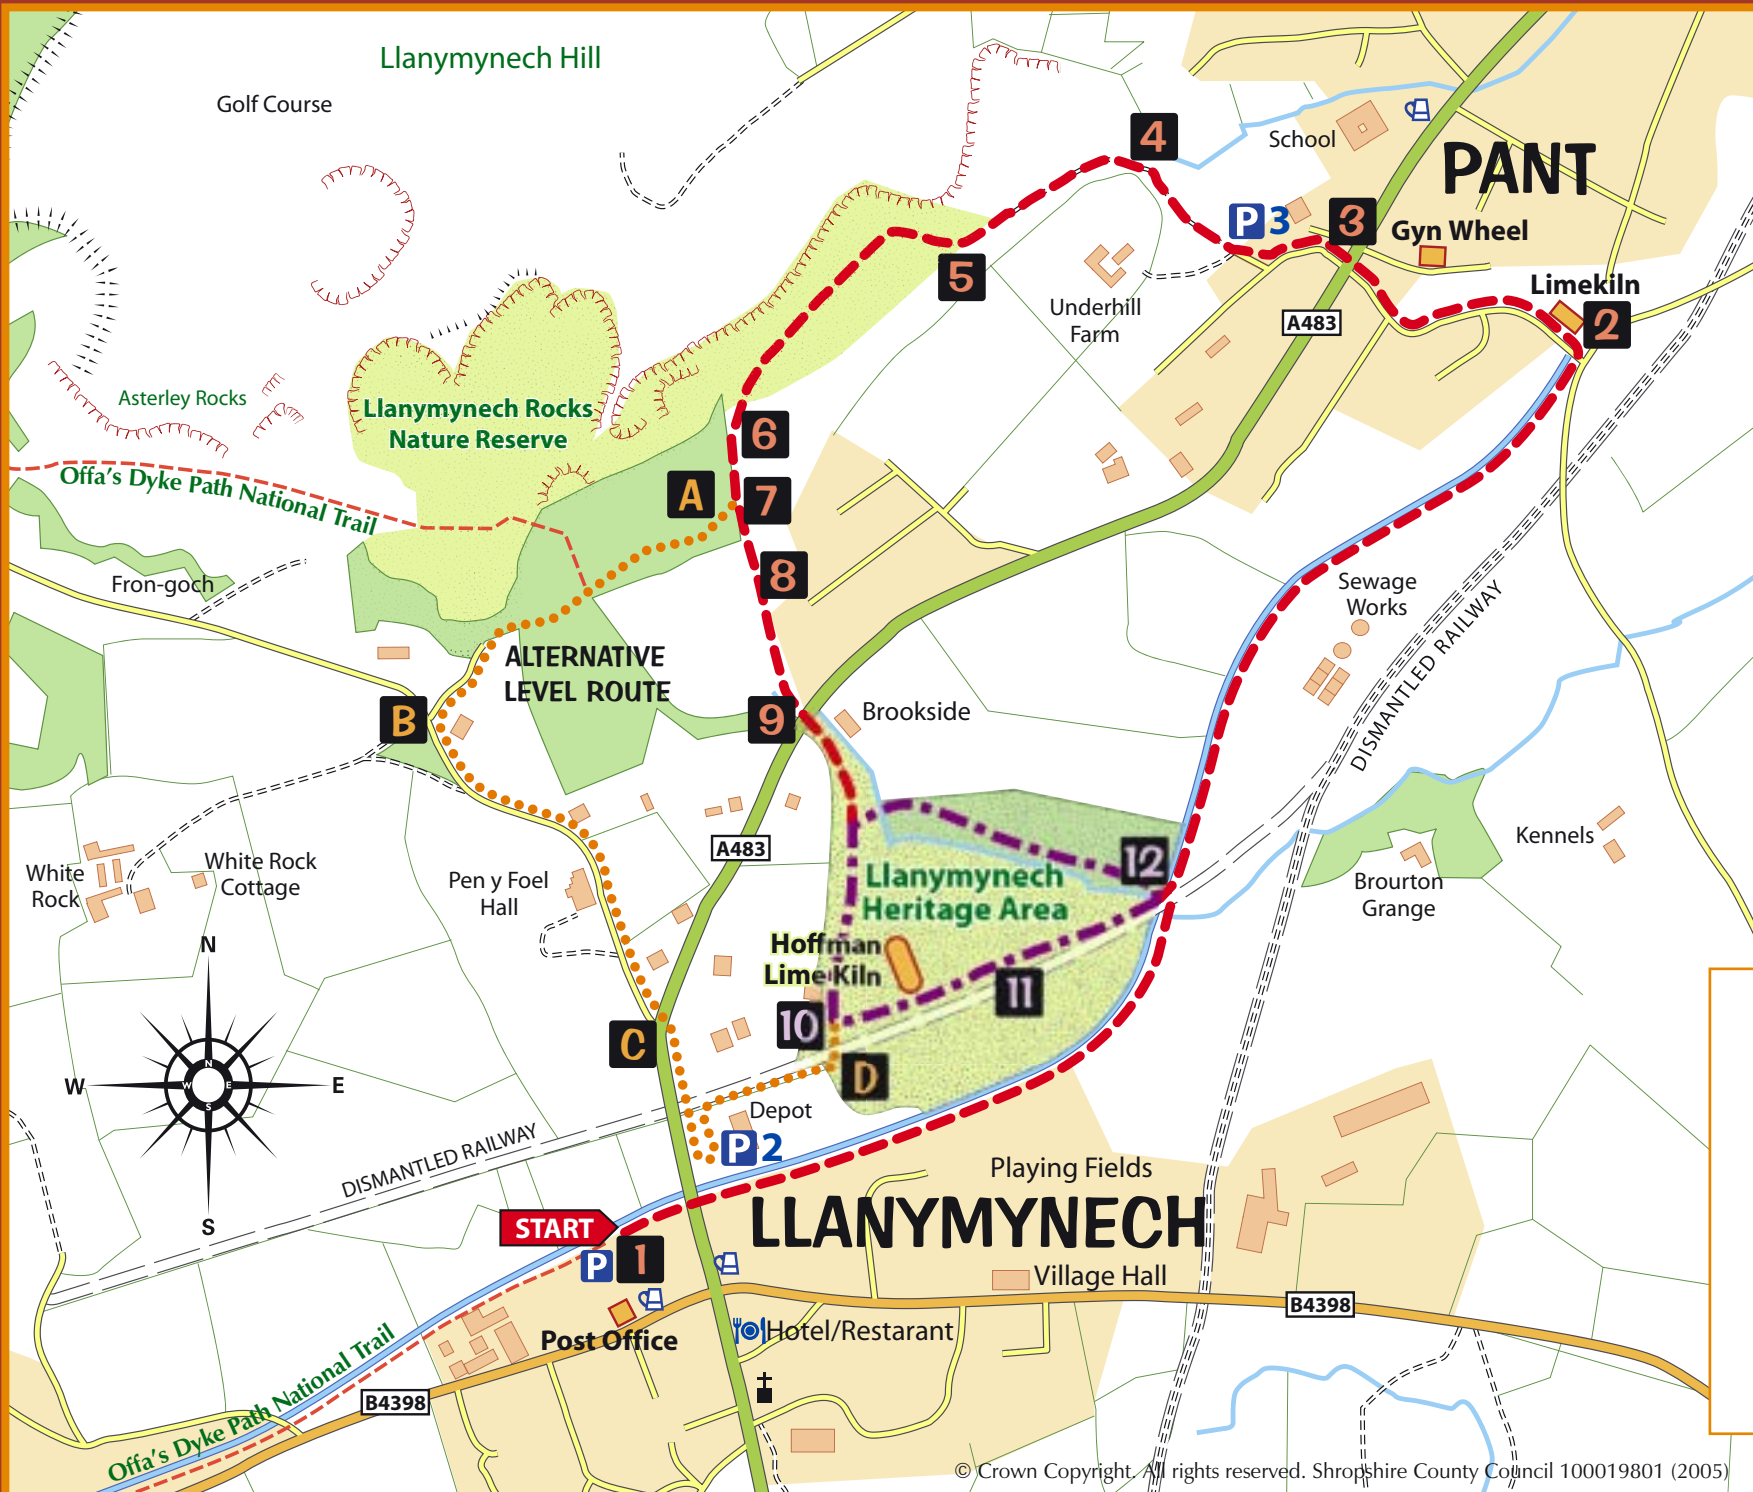 Llanymynech Hill
Golf Course
4
School
PANT
P 3
3
Gyn Wheel
Limekiln
2
5
Underhill
Farm
A483
Asterley Rocks
Llanymynech Rocks
Nature Reserve
6
A
7
Offa's Dyke Path National Trail
8
Fron-goch
Sewage
Works
DISMANTLED RAILWAY
ALTERNATIVE
LEVEL ROUTE
B
9
Brookside
A483
12
Kennels
White
Rock
White Rock
Cottage
Pen y Foel
Hall
Llanymynech
Heritage Area
Brourton
Grange
Hoffman
Lime Kiln
11
10
C
D
N
W
E
S
N
W
E
S
Depot
P 2
DISMANTLED RAILWAY
Playing Fields
START
LLANYMYNECH
P
1
Village Hall
B4398
Post Office
Hotel/Restarant
Offa's Dyke Path National Trail
B4398
© Crown Copyright. All rights reserved. Shropshire County Council 100019801 (2005)